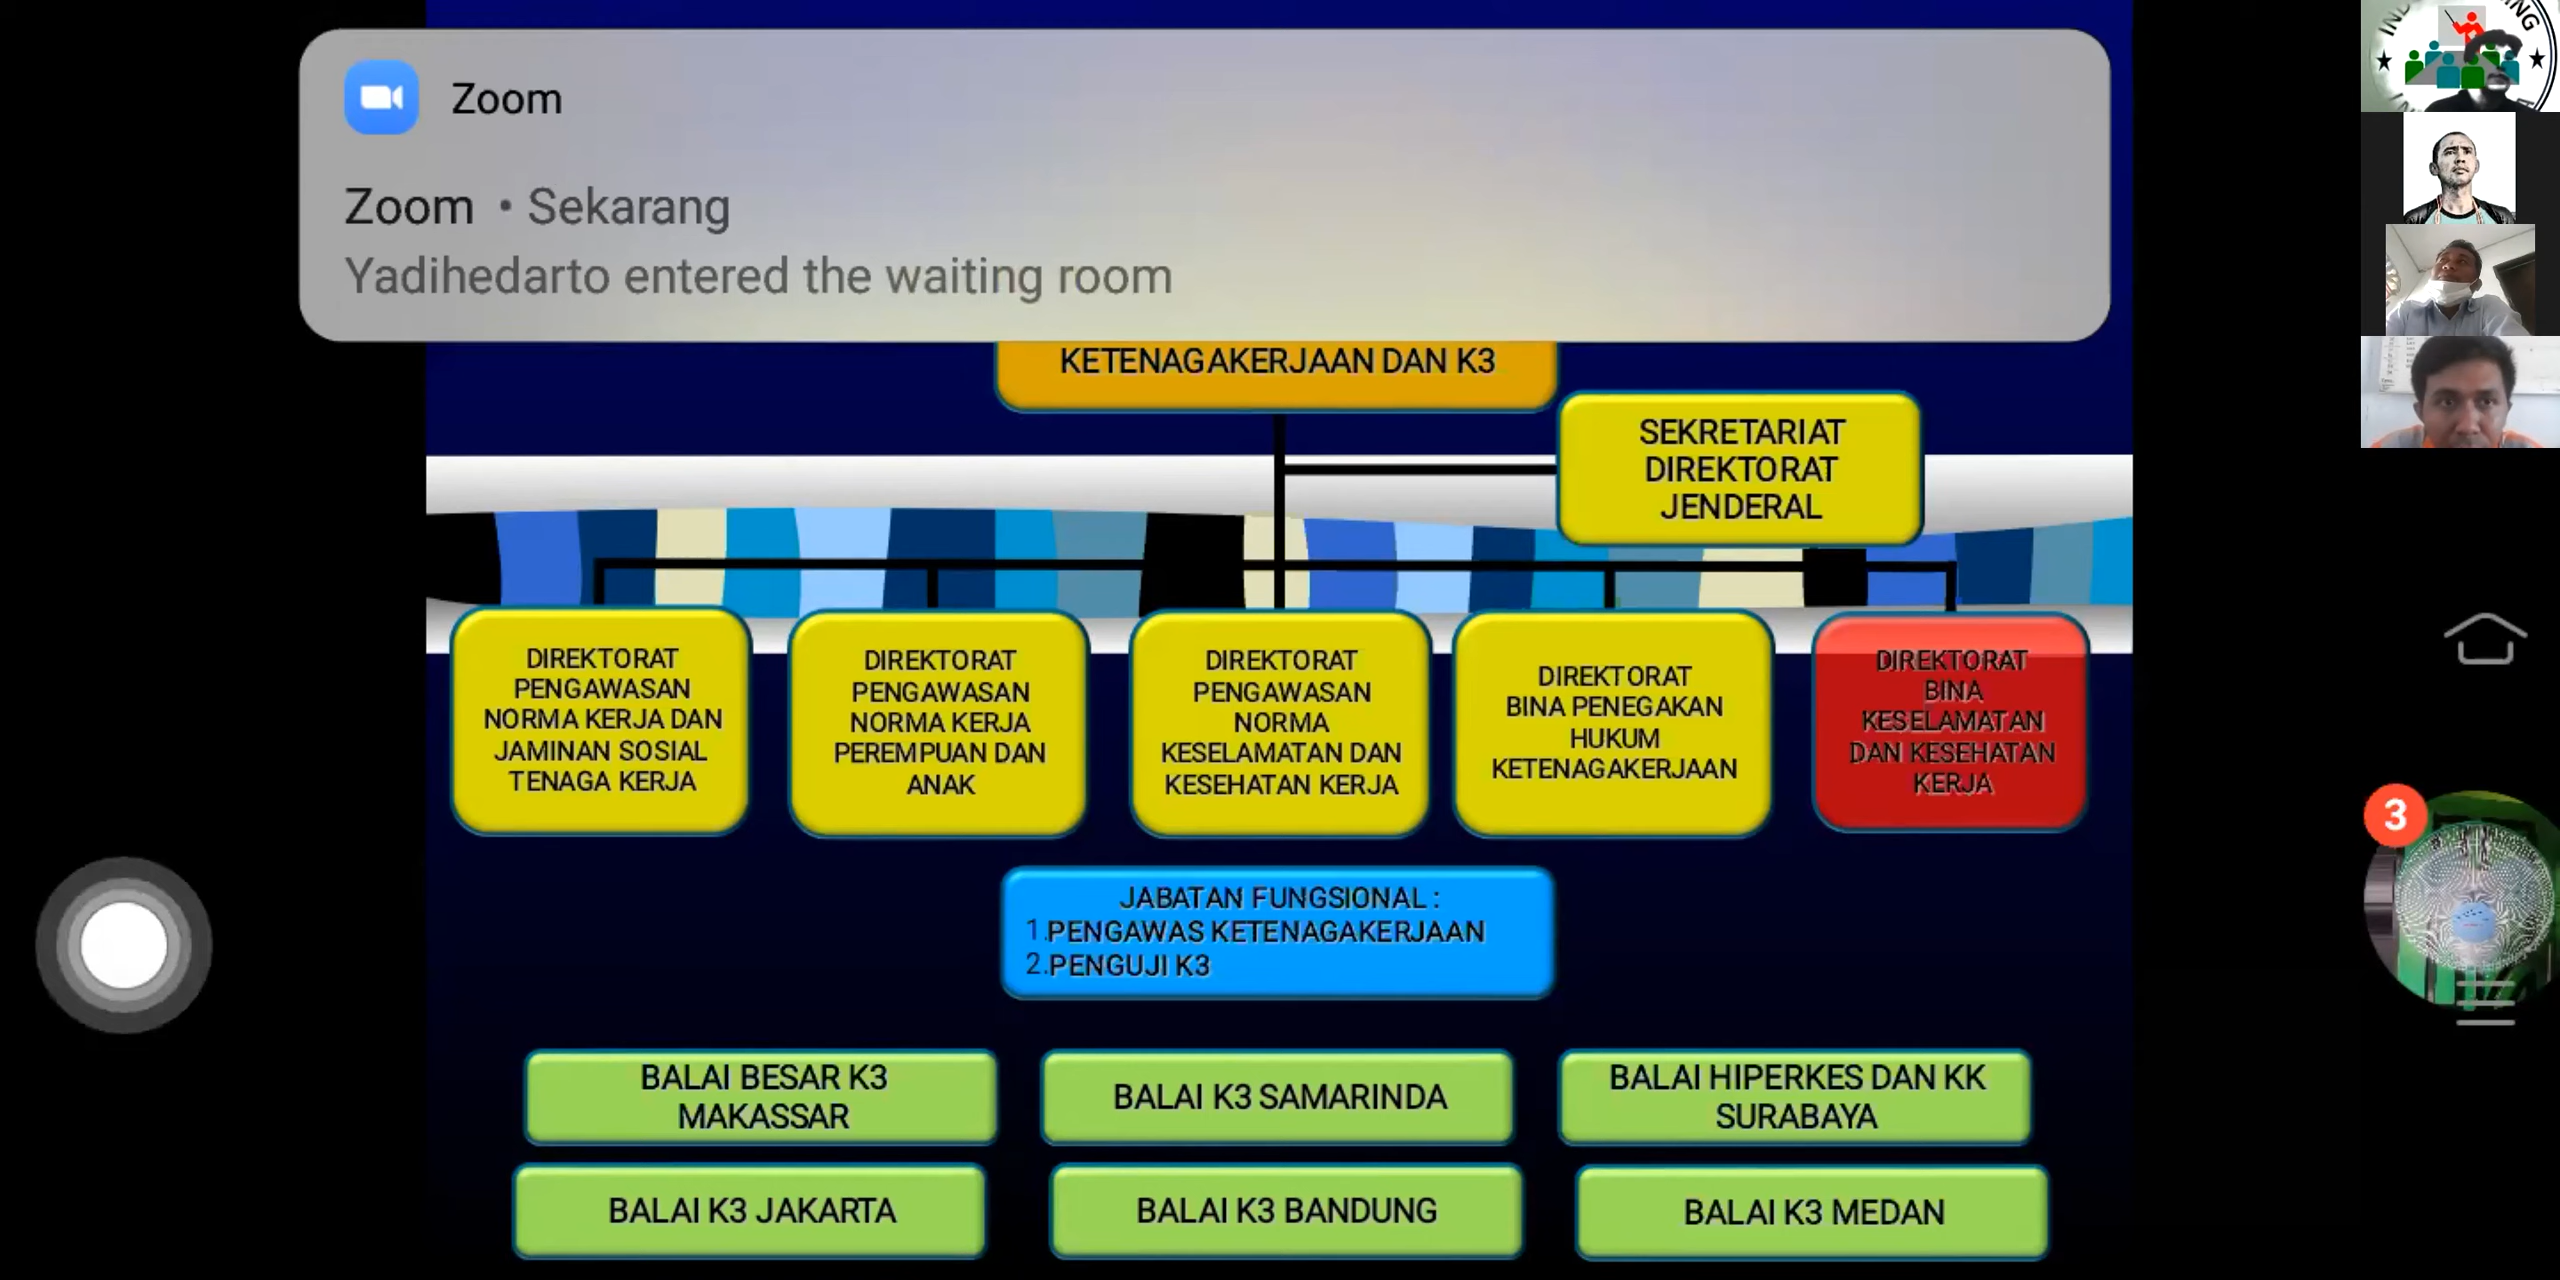 Zoom
Zoom • Sekarang
Yadihedarto entered the waiting room
KETENAGAKERJAAN DAN K3
SEKRETARIAT
DIREKTORAT
JENDERAL
DIREKTORAT
PENGAWASAN
NORMA KERJA DAN
JAMINAN SOSIAL
TENAGA KERJA
DIREKTORAT
PENGAWASAN
NORMA KERJA
PEREMPUAN DAN
ANAK
DIREKTORAT
PENGAWASAN
NORMA
KESELAMATAN DAN
KESEHATAN KERJA
DIREKTORAT
BINA PENEGAKAN
HUKUM
KETENAGAKERJAAN
DIREKTORAT
BINA
KESELAMATAN
DAN KESEHATAN
KERJA
3
JABATAN FUNGSIONAL :
1.PENGAWAS KETENAGAKERJAAN
2.PENGUJI K3
BALAI BESAR K3
MAKASSAR
BALAI K3 SAMARINDA
BALAI HIPERKES DAN KK
SURABAYA
BALAI K3 JAKARTA
BALAI K3 BANDUNG
BALAI K3 MEDAN